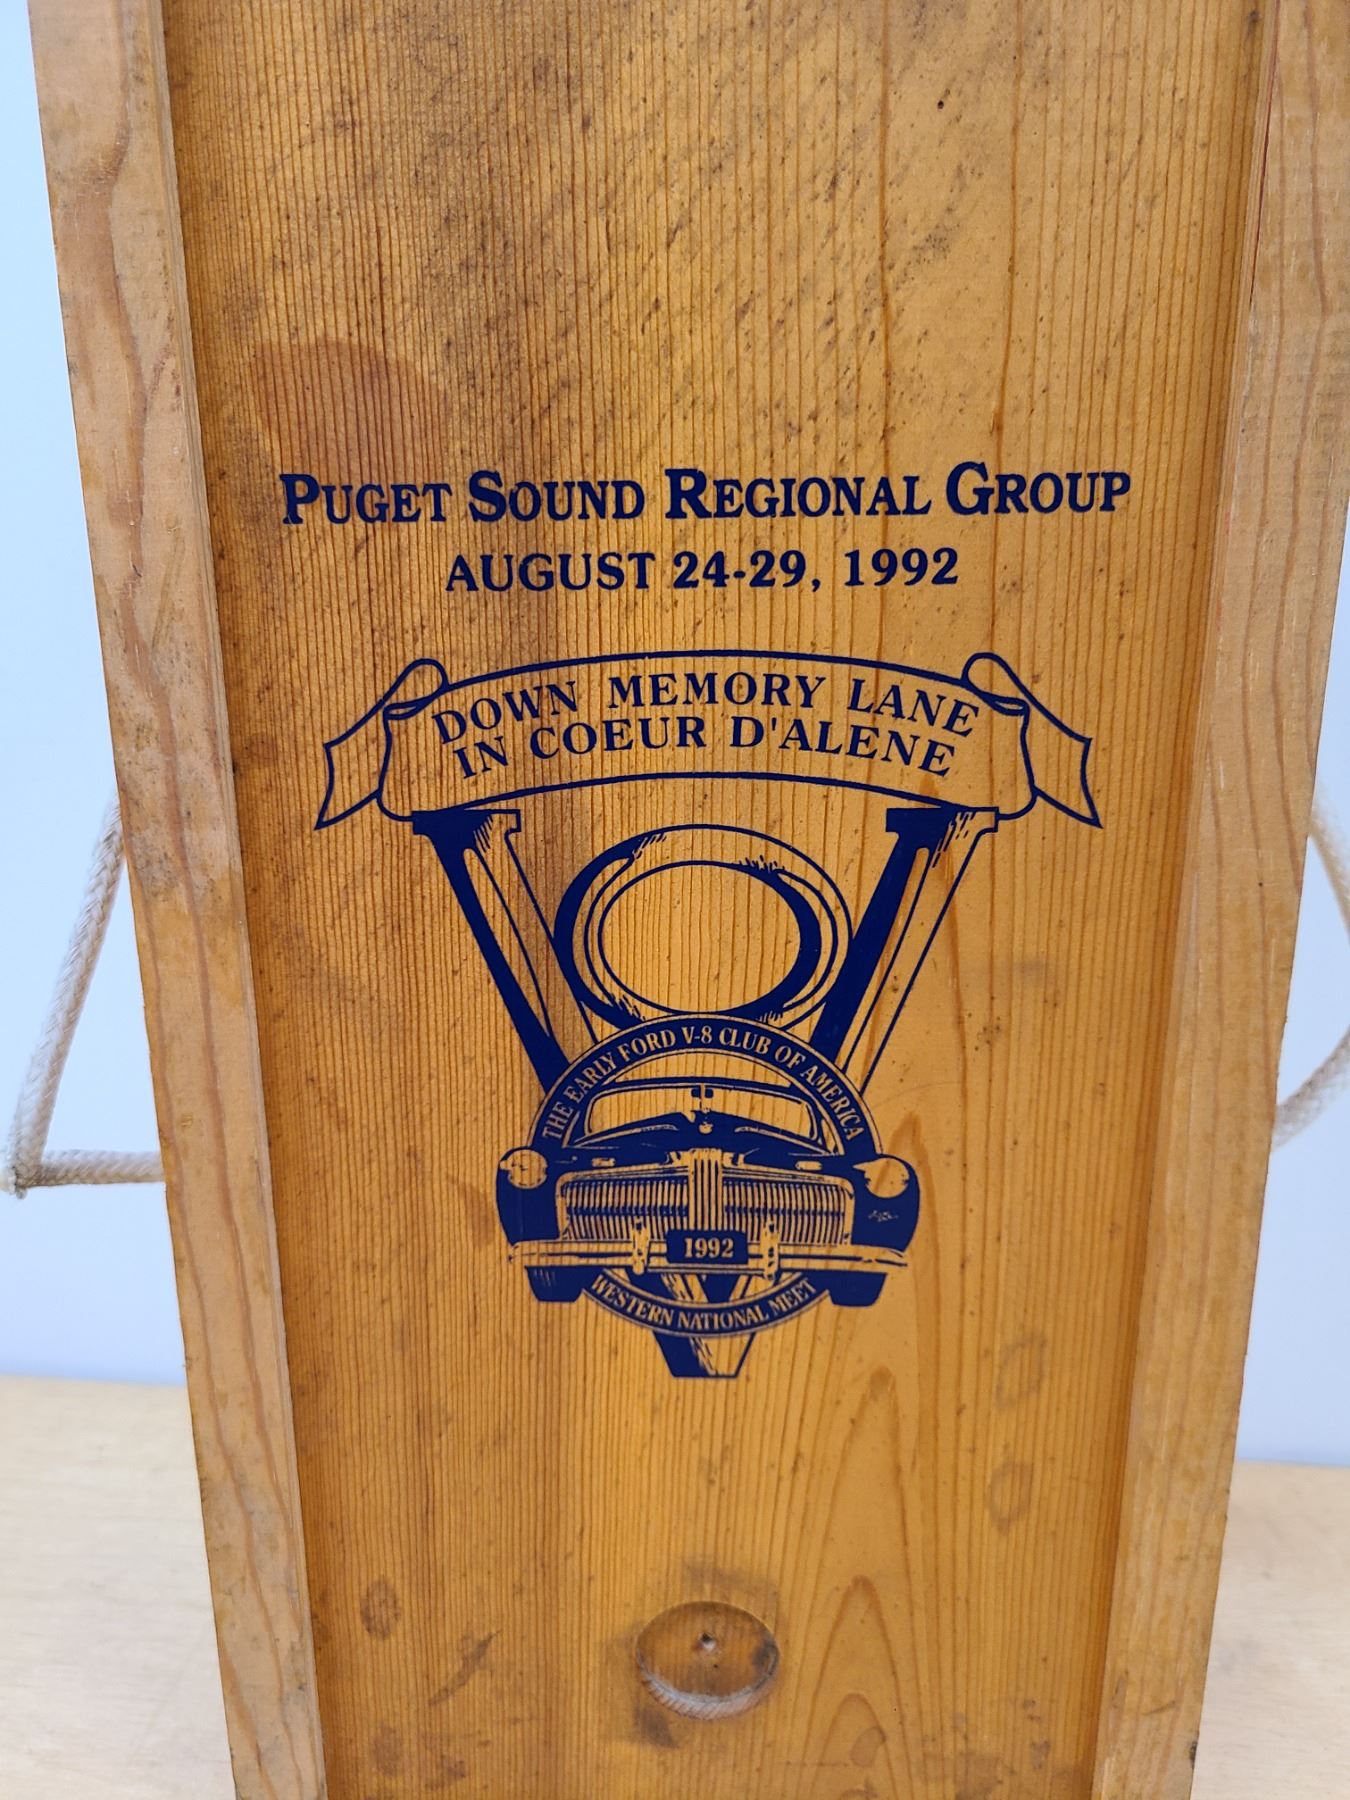 PUGET SOUND REGIONAL GROUP
AUGUST 24-29, 1992
DOWN MEMORY LANE
IN COEUR D'ALENE
THE EARLY FORD V-8 CLUB OF AMERICA
1992
WESTERN NATIONAL MEET